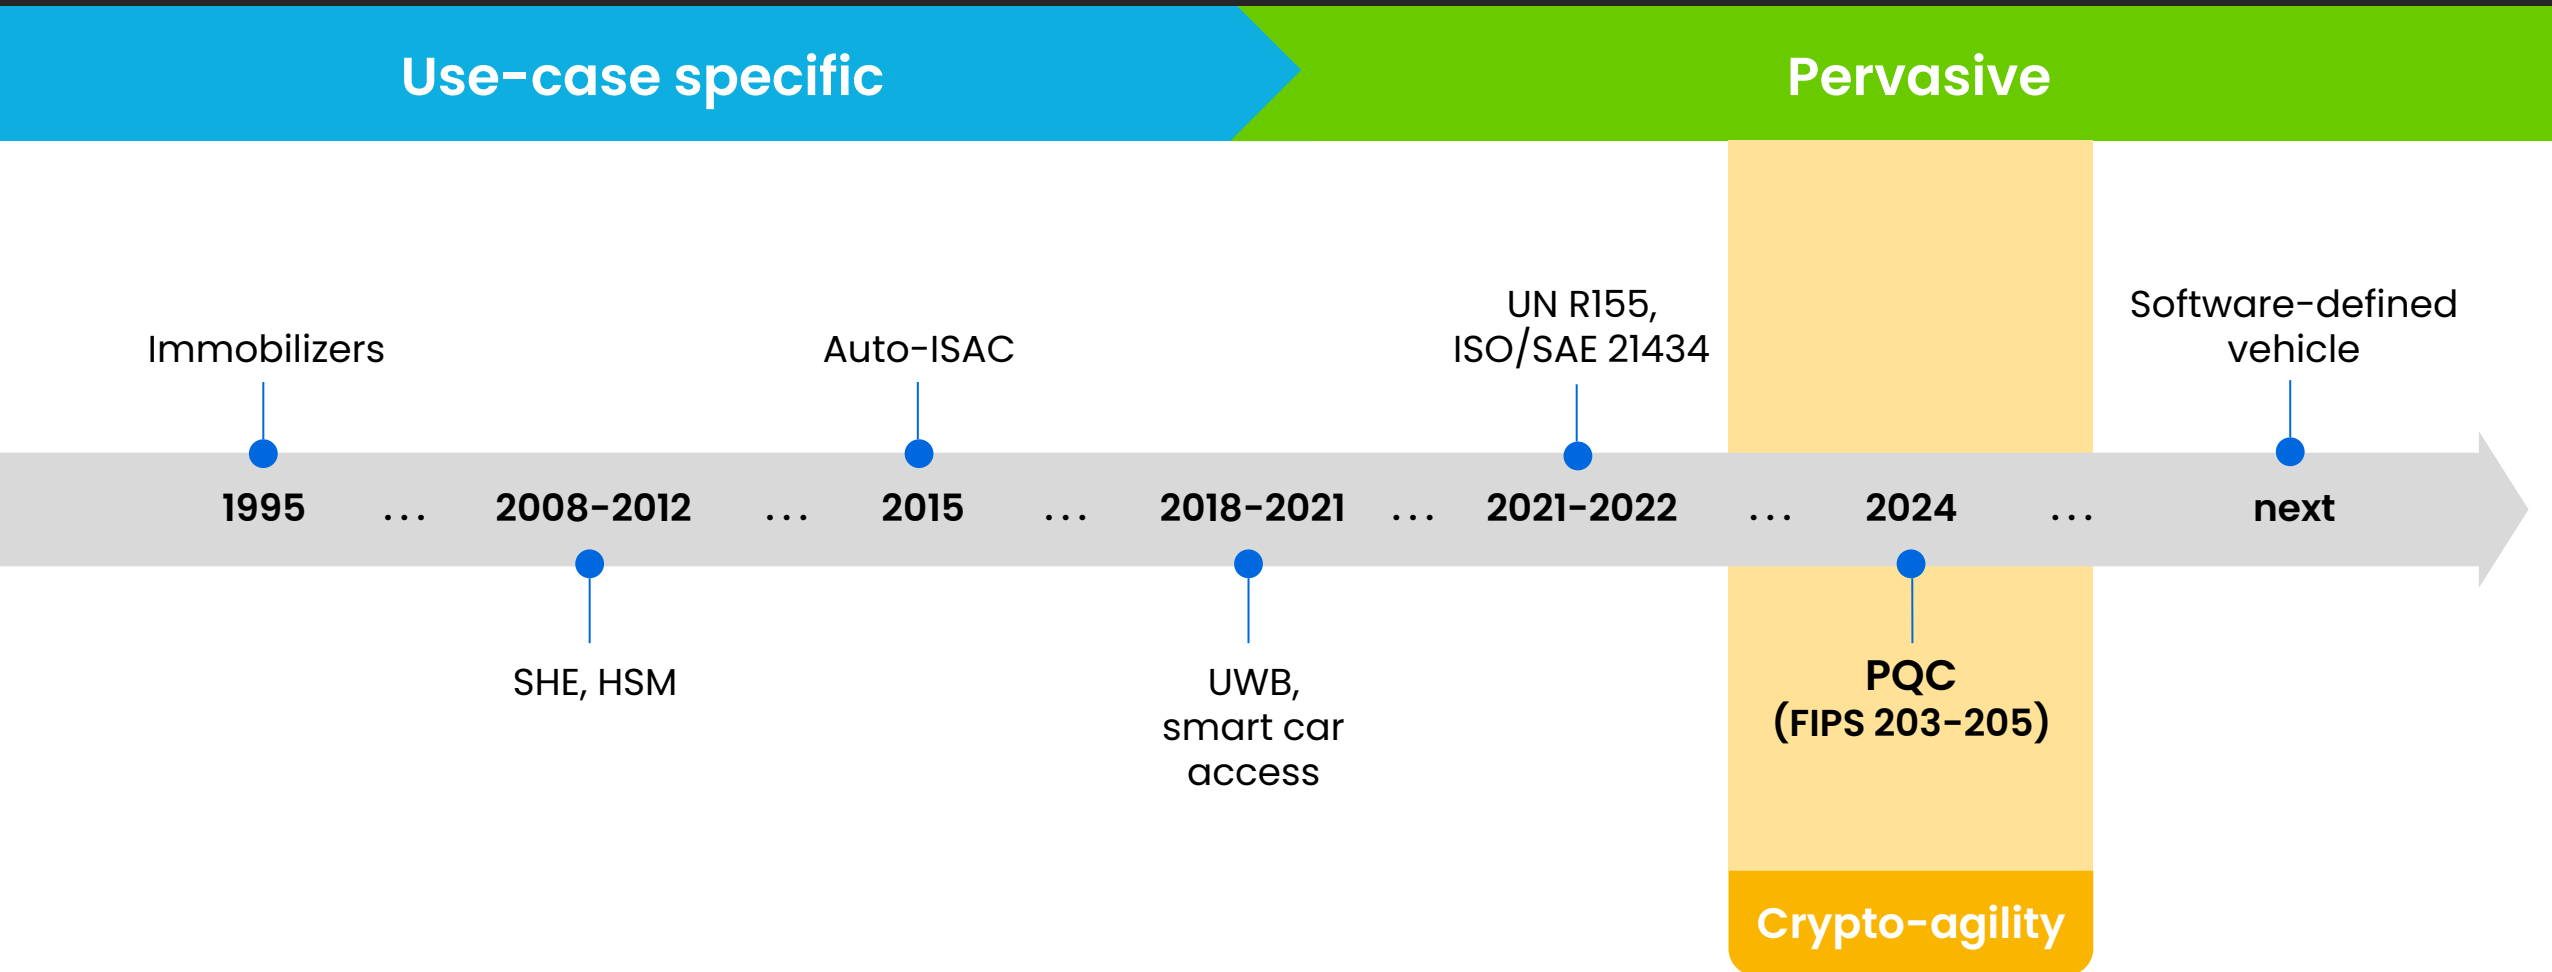 Use-case specific
Pervasive
Immobilizers
Auto-ISAC
UN R155,
ISO/SAE 21434
Software-defined
vehicle
1995 ... 2008-2012 ... 2015 ... 2018-2021 ... 2021-2022 ... 2024 ... next
SHE, HSM
UWB,
smart car
access
PQC
(FIPS 203-205)
Crypto-agility